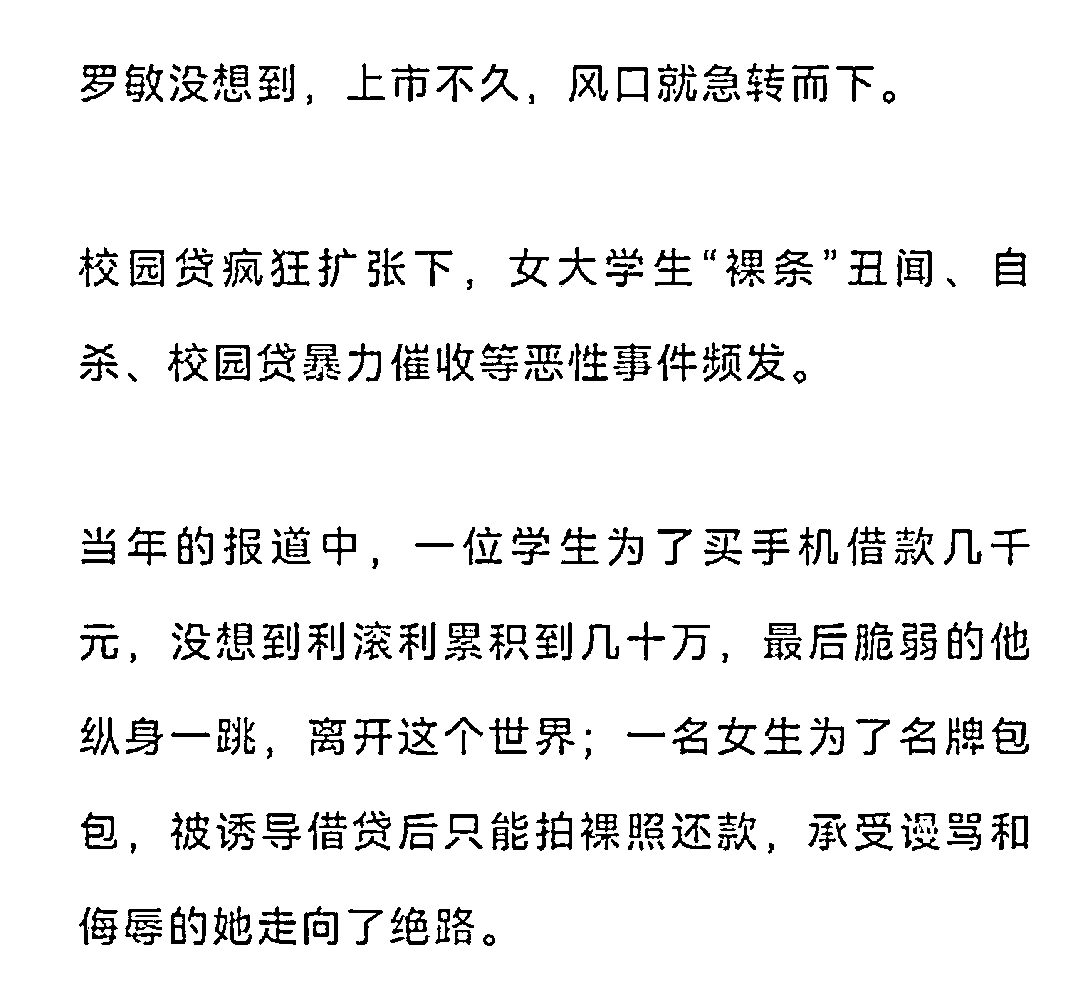 罗敏没想到，上市不久，风口就急转而下。
校园贷疯狂扩张下，女大学生“裸条”丑闻、自
杀、校园贷暴力催收等恶性事件频发。
当年的报道中，一位学生为了买手机借款几千
元，没想到利滚利累积到几十万，最后脆弱的他
纵身一跳，离开这个世界；一名女生为了名牌包
包，被诱导借贷后只能拍裸照还款，承受谩骂和
侮辱的她走向了绝路。